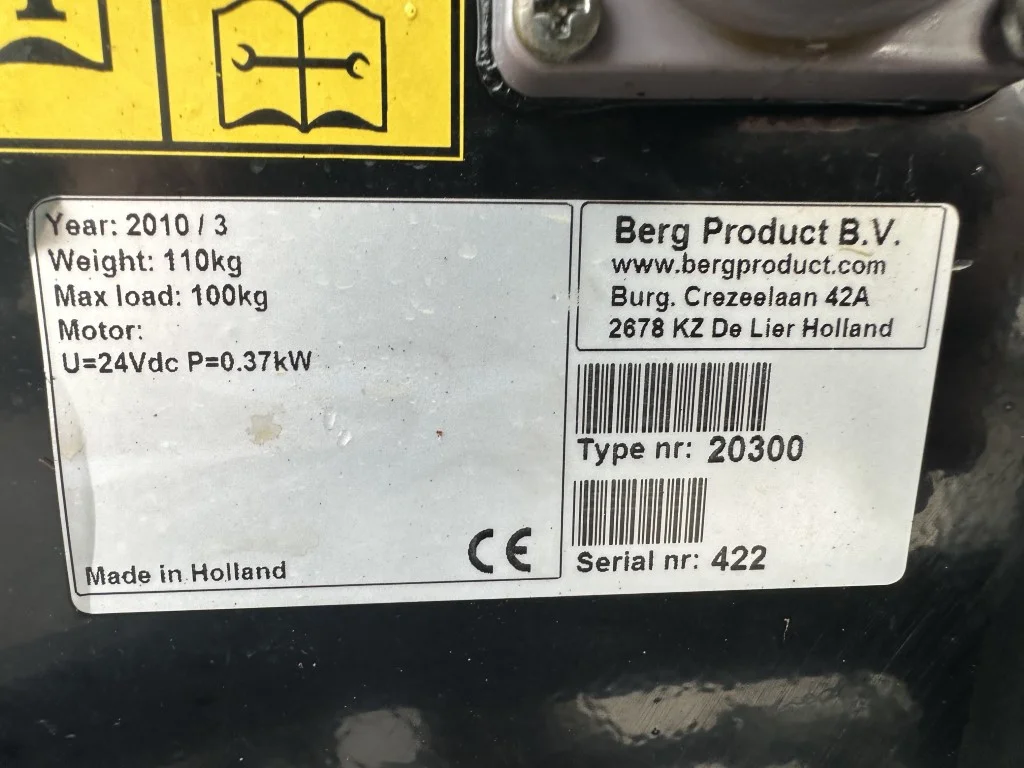 Year: 2010 / 3
Weight: 110kg
Max load: 100kg
Motor:
U=24Vdc P=0.37kW
Made in Holland
CE
Berg Product B.V.
www.bergproduct.com
Burg. Crezeelaan 42A
2678 KZ De Lier Holland
Type nr: 20300
Serial nr: 422